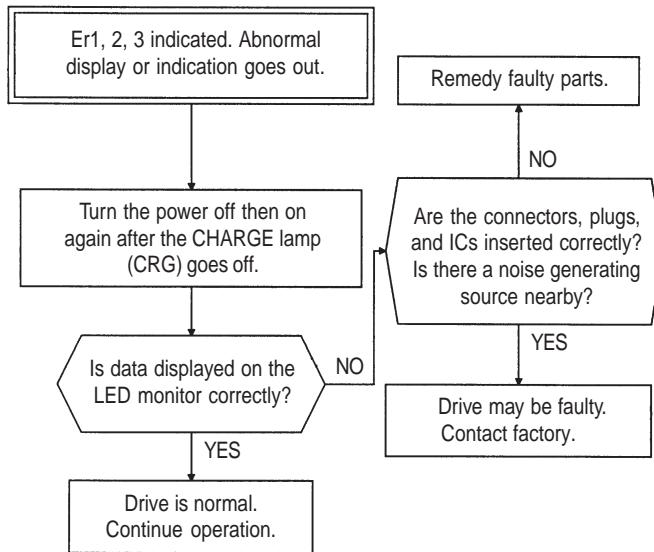 Er1, 2, 3 indicated. Abnormal
display or indication goes out.
Turn the power off then on
again after the CHARGE lamp
(CRG) goes off.
Is data displayed on the
LED monitor correctly?
NO
YES
Drive is normal.
Continue operation.
Remedy faulty parts.
NO
Are the connectors, plugs,
and ICs inserted correctly?
Is there a noise generating
source nearby?
YES
Drive may be faulty.
Contact factory.